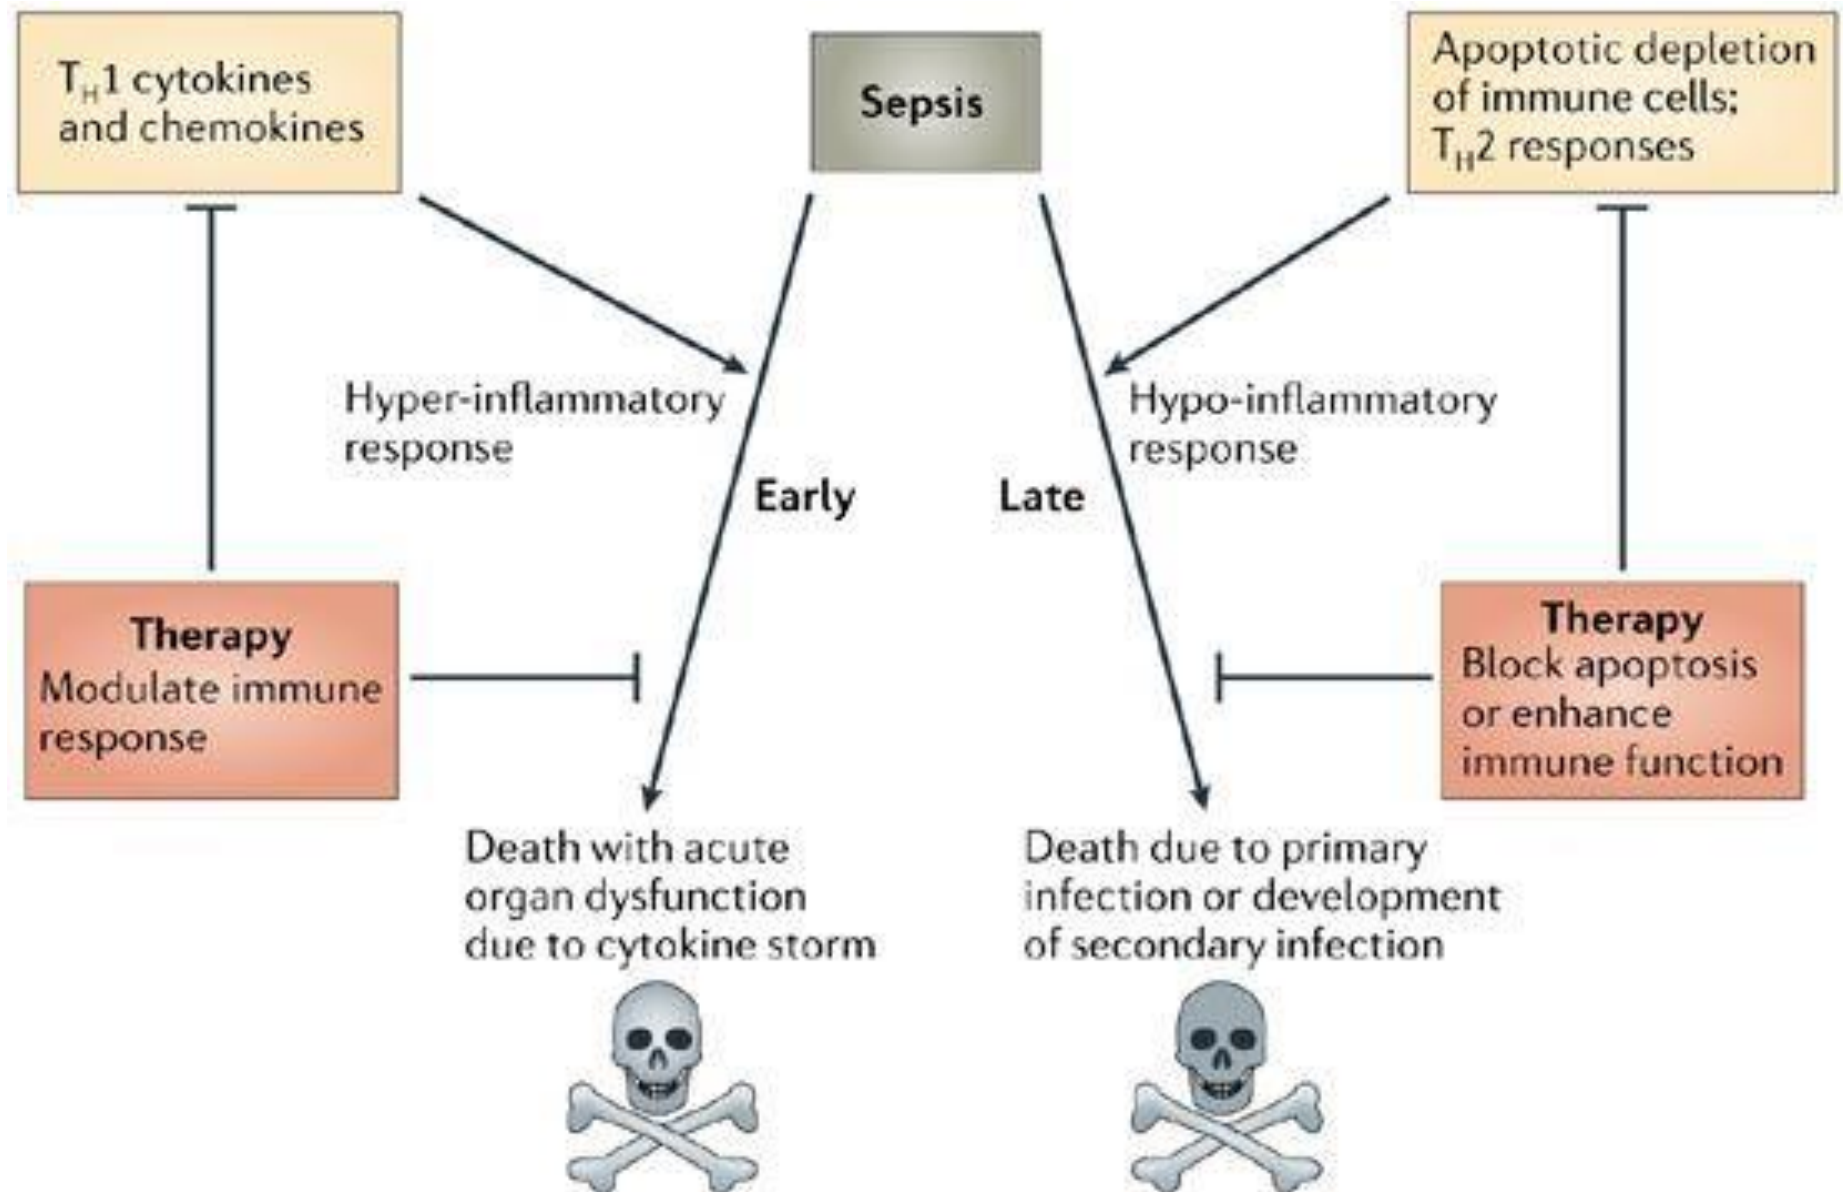 T_H1 cytokines
and chemokines
Sepsis
Apoptotic depletion
of immune cells;
T_H2 responses
Hyper-inflammatory
response
Hypo-inflammatory
response
Early
Late
Therapy
Modulate immune
response
Therapy
Block apoptosis
or enhance
immune function
Death with acute
organ dysfunction
due to cytokine storm
Death due to primary
infection or development
of secondary infection